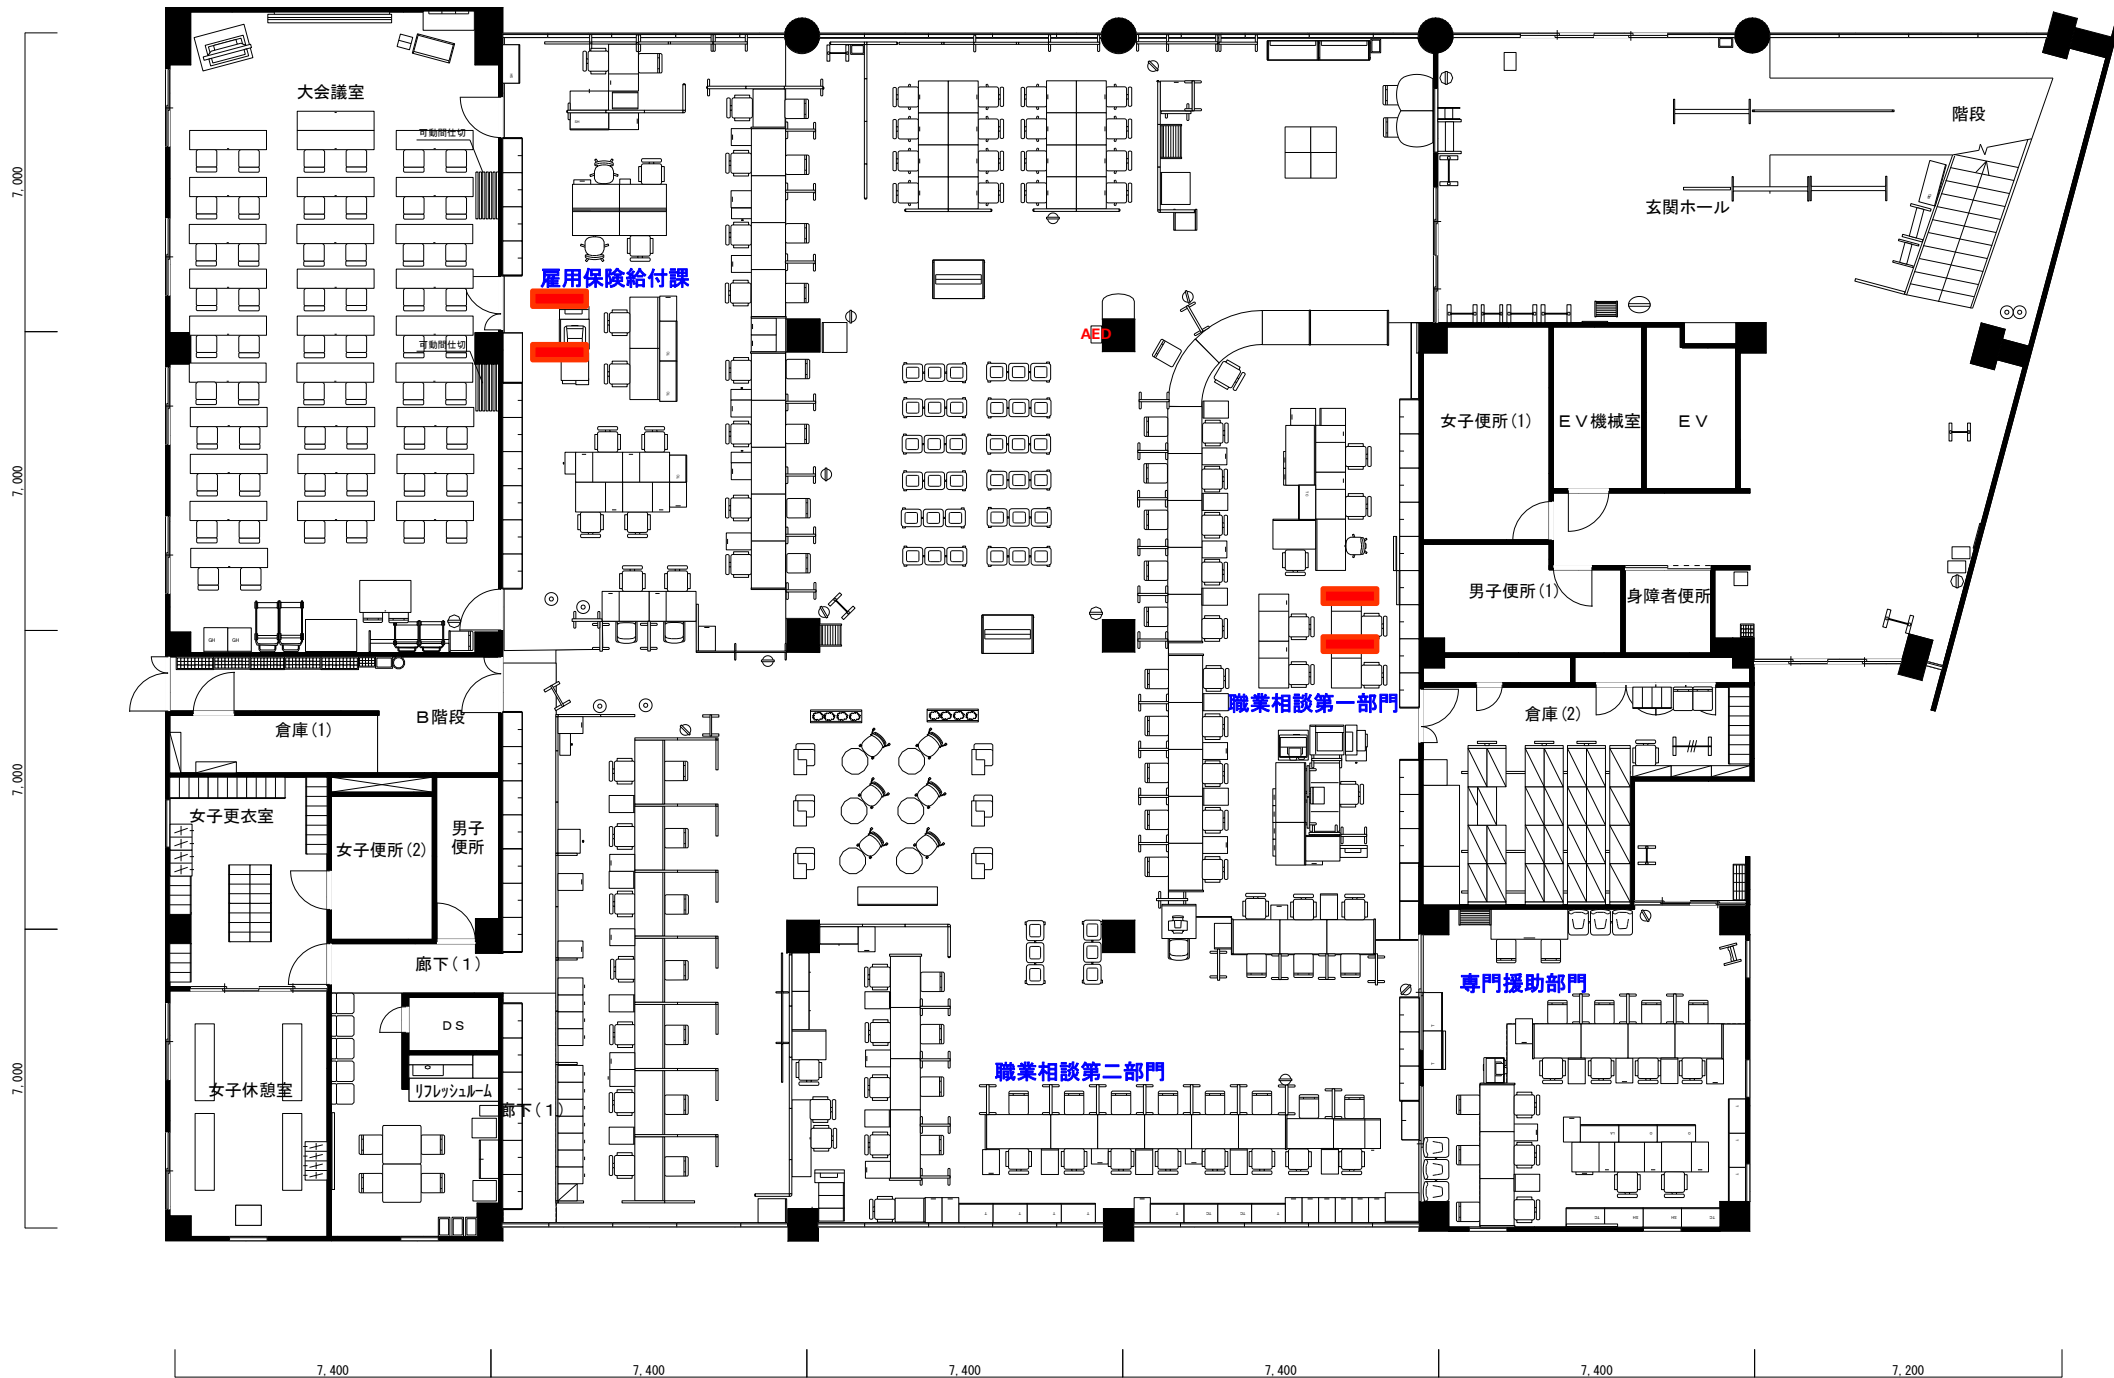 大会議室
可動間仕切
階段
7,000
玄関ホール
雇用保険給付課
AED
可動間仕切
女子便所(1)
EV機械室
EV
7,000
男子便所(1)
身障者便所
職業相談第一部門
倉庫(2)
B階段
倉庫(1)
7,000
女子更衣室
女子便所(2)
男子
便所
廊下(1)
専門援助部門
DS
職業相談第二部門
女子休憩室
リフレッシュルーム
廊下(1)
7,000
7,400
7,400
7,400
7,400
7,400
7,200